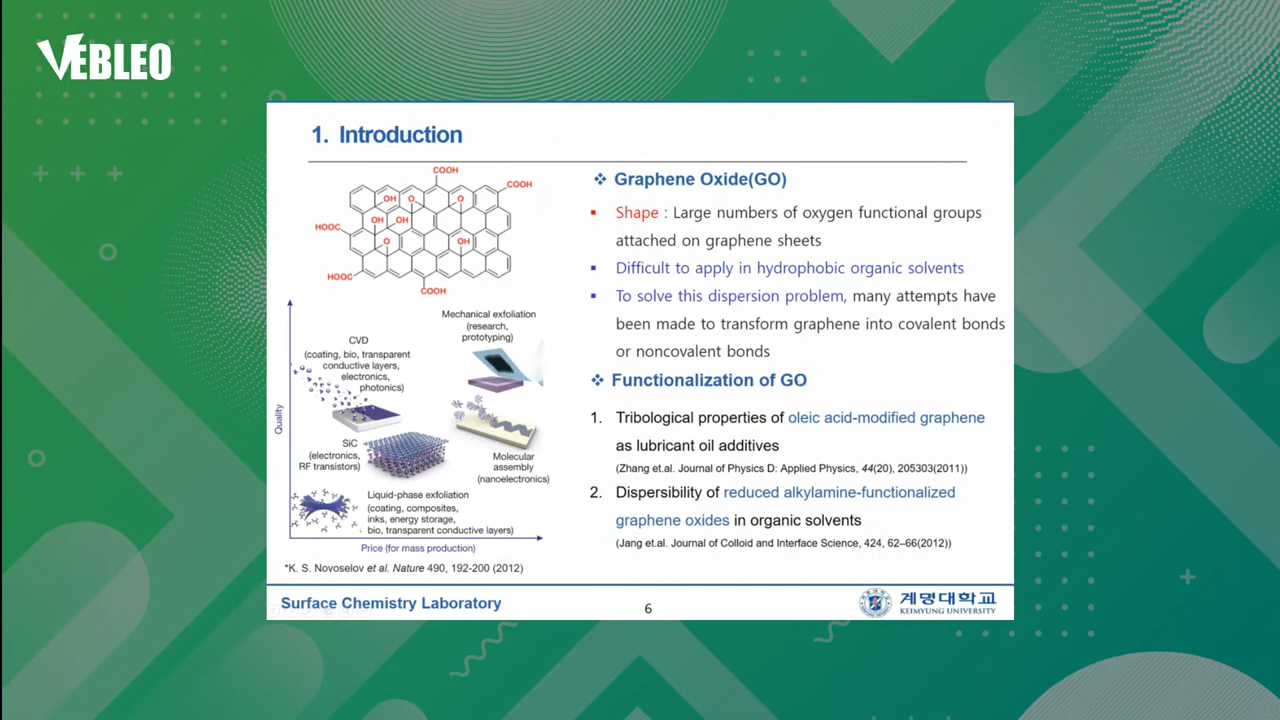 VEBLEO
1. Introduction
COOH
COOH
OH
O
O
OH
OH
HOOC
O
OH
HOOC
COOH
Mechanical exfoliation
(research,
prototyping)
CVD
(coating, bio, transparent
conductive layers,
electronics,
photonics)
Quality
SiC
(electronics,
RF transistors)
Molecular
assembly
(nanoelectronics)
Liquid-phase exfoliation
(coating, composites,
inks, energy storage,
bio, transparent conductive layers)
Price (for mass production)
*K. S. Novoselov et al. Nature 490, 192-200 (2012)
❖ Graphene Oxide(GO)
▪ Shape : Large numbers of oxygen functional groups
attached on graphene sheets
▪ Difficult to apply in hydrophobic organic solvents
▪ To solve this dispersion problem, many attempts have
been made to transform graphene into covalent bonds
or noncovalent bonds
❖ Functionalization of GO
1. Tribological properties of oleic acid-modified graphene
as lubricant oil additives
(Zhang et.al. Journal of Physics D: Applied Physics, 44(20), 205303(2011))
2. Dispersibility of reduced alkylamine-functionalized
graphene oxides in organic solvents
(Jang et.al. Journal of Colloid and Interface Science, 424, 62–66(2012))
Surface Chemistry Laboratory
6
계명대학교
KEIMYUNG UNIVERSITY